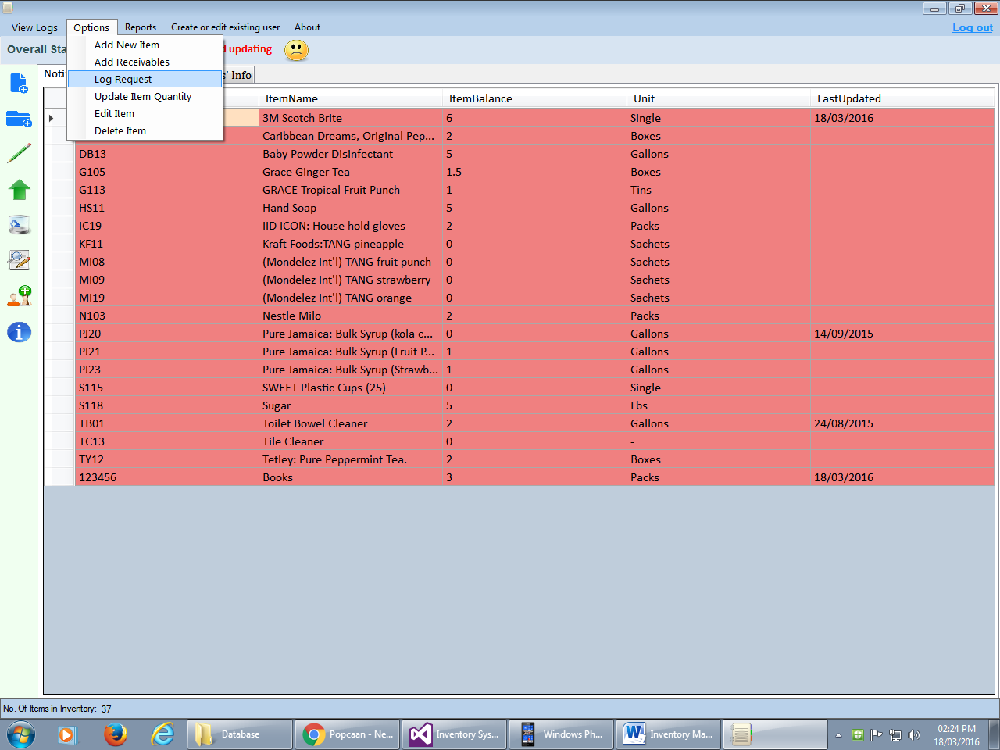 View Logs Options Reports Create or edit existing user About Log out
Overall Sta d updating
Add New Item
Add Receivables
Log Request
Update Item Quantity
Edit Item
Delete Item
Noti s' Info
ItemName ItemBalance Unit LastUpdated
3M Scotch Brite 6 Single 18/03/2016
Caribbean Dreams, Original Pep... 2 Boxes
DB13 Baby Powder Disinfectant 5 Gallons
G105 Grace Ginger Tea 1.5 Boxes
G113 GRACE Tropical Fruit Punch 1 Tins
HS11 Hand Soap 5 Gallons
IC19 IID ICON: House hold gloves 2 Packs
KF11 Kraft Foods:TANG pineapple 0 Sachets
MI08 (Mondelez Int'l) TANG fruit punch 0 Sachets
MI09 (Mondelez Int'l) TANG strawberry 0 Sachets
MI19 (Mondelez Int'l) TANG orange 0 Sachets
N103 Nestle Milo 2 Packs
PJ20 Pure Jamaica: Bulk Syrup (kola c... 0 Gallons 14/09/2015
PJ21 Pure Jamaica: Bulk Syrup (Fruit P... 1 Gallons
PJ23 Pure Jamaica: Bulk Syrup (Strawb... 1 Gallons
S115 SWEET Plastic Cups (25) 0 Single
S118 Sugar 5 Lbs
TB01 Toilet Bowel Cleaner 2 Gallons 24/08/2015
TC13 Tile Cleaner 0 -
TY12 Tetley: Pure Peppermint Tea. 2 Boxes
123456 Books 3 Packs 18/03/2016
No. Of Items in Inventory: 37
Database Popcaan - Ne... Inventory Sys... Windows Ph... Inventory Ma... 02:24 PM
18/03/2016